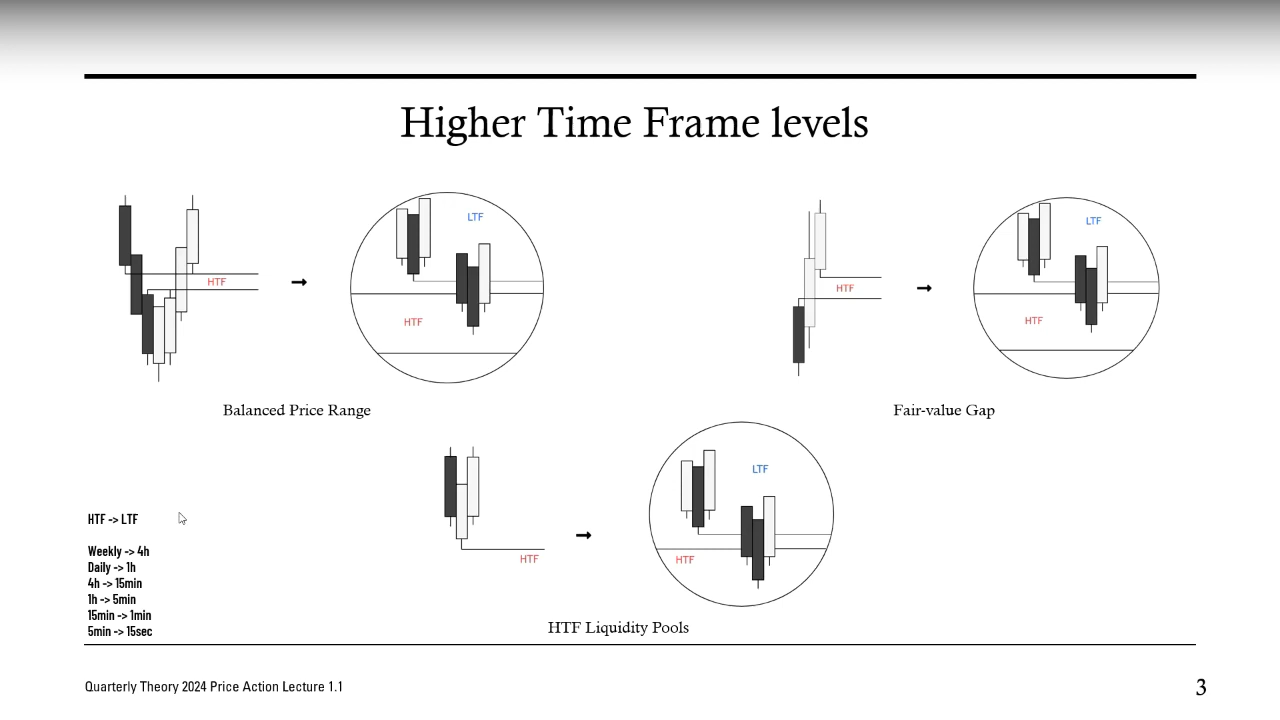 Higher Time Frame levels
HTF
LTF
HTF
Balanced Price Range
HTF
LTF
HTF
Fair-value Gap
HTF
LTF
HTF
HTF Liquidity Pools
HTF -> LTF
Weekly -> 4h
Daily -> 1h
4h -> 15min
1h -> 5min
15min -> 1min
5min -> 15sec
Quarterly Theory 2024 Price Action Lecture 1.1
3